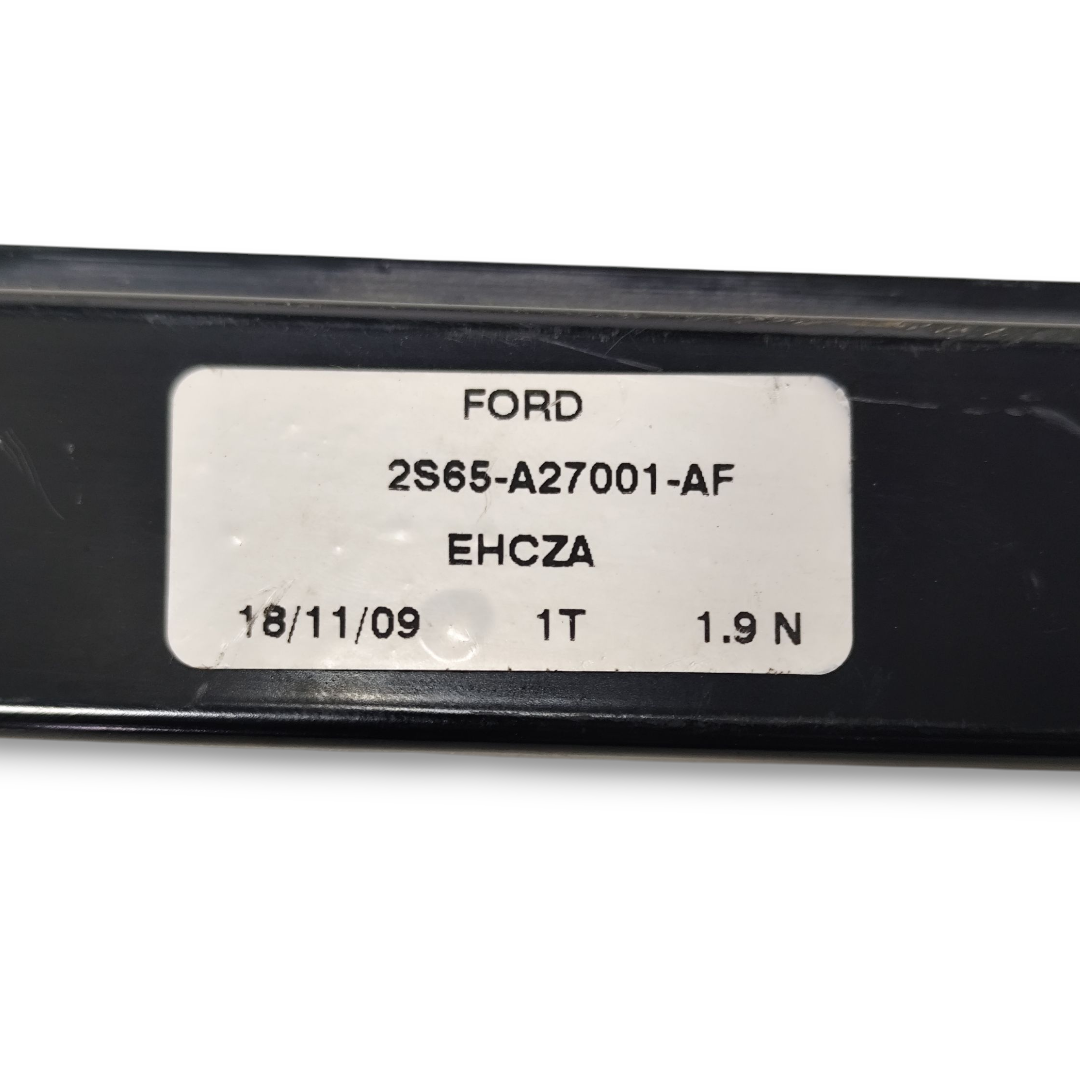 FORD
2S65-A27001-AF
EHCZA
18/11/09 1T 1.9 N